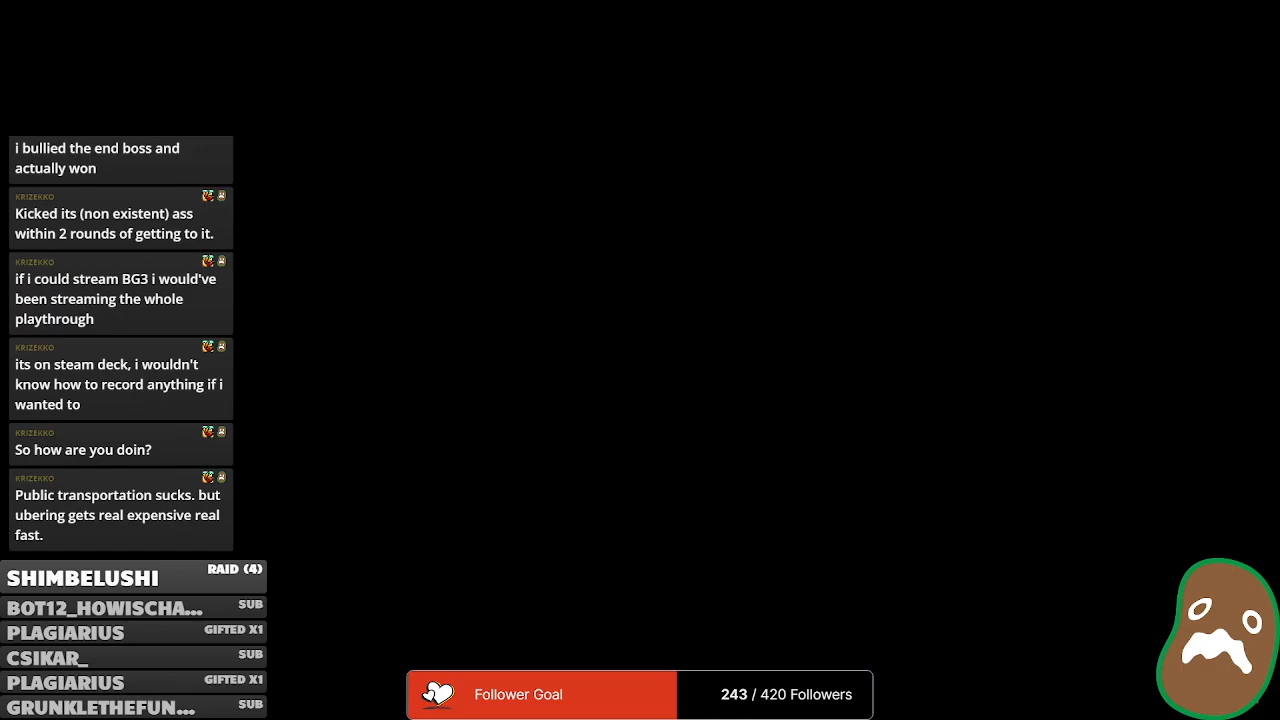 i bullied the end boss and
actually won
KRIZEKKO
Kicked its (non existent) ass
within 2 rounds of getting to it.
KRIZEKKO
if i could stream BG3 i would've
been streaming the whole
playthrough
KRIZEKKO
its on steam deck, i wouldn't
know how to record anything if i
wanted to
KRIZEKKO
So how are you doin?
KRIZEKKO
Public transportation sucks. but
ubering gets real expensive real
fast.
SHIMBELUSHI RAID (4)
BOT12_HOWISCHA... SUB
PLAGIARIUS GIFTED X1
CSIKAR_ SUB
PLAGIARIUS GIFTED X1
GRUNKLETHEFUN... SUB
Follower Goal 243 / 420 Followers